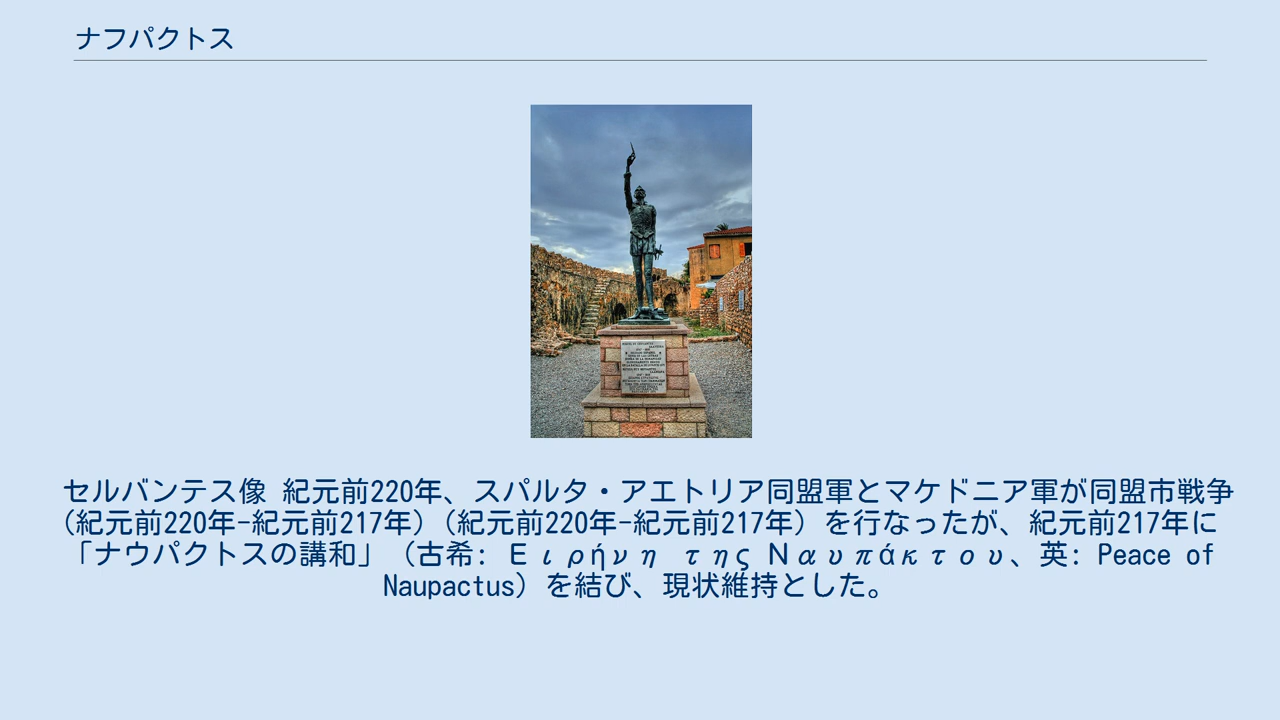 ナフパクトス
セルバンテス像 紀元前220年、スパルタ・アエトリア同盟軍とマケドニア軍が同盟市戦争
(紀元前220年-紀元前217年)(紀元前220年-紀元前217年) を行なったが、紀元前217年に
「ナウパクトスの講和」（古希: Ειρήνη της Ναυπάκτου、英: Peace of
Naupactus）を結び、現状維持とした。